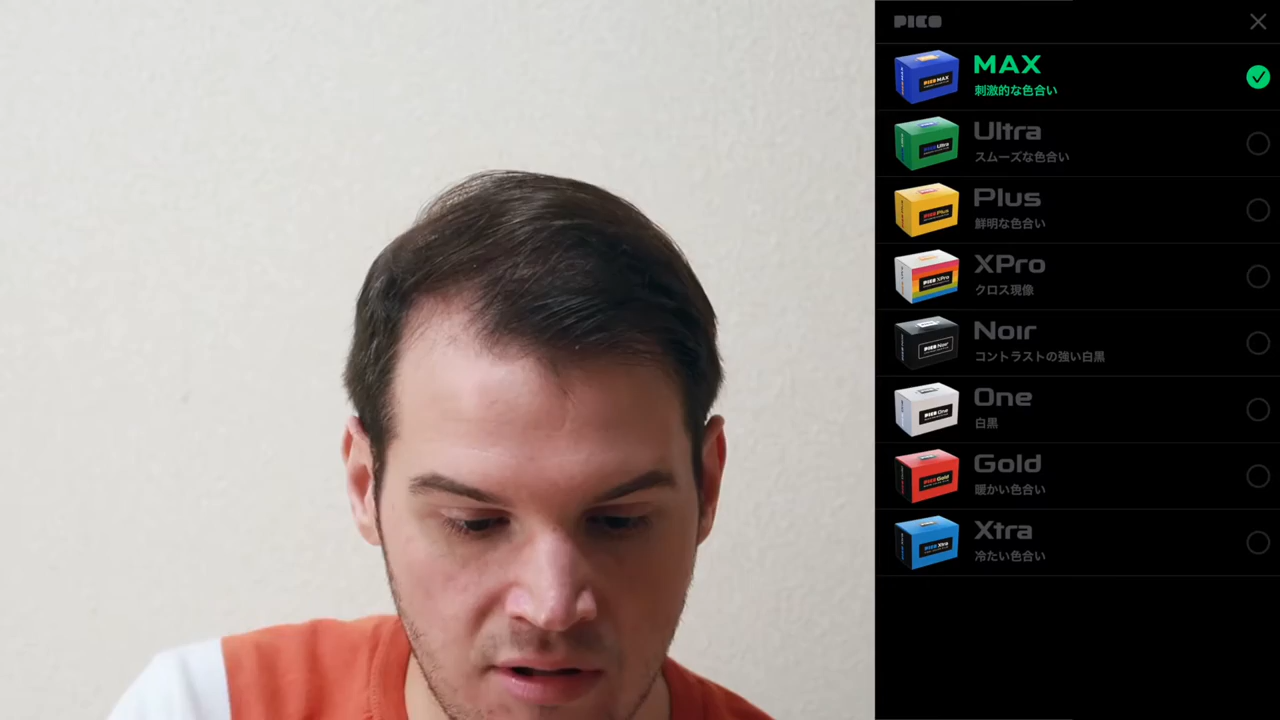 PICO
MAX
刺激的な色合い
Ultra
スムーズな色合い
Plus
鮮明な色合い
XPro
クロス現像
Noir
コントラストの強い白黒
One
白黒
Gold
暖かい色合い
Xtra
冷たい色合い